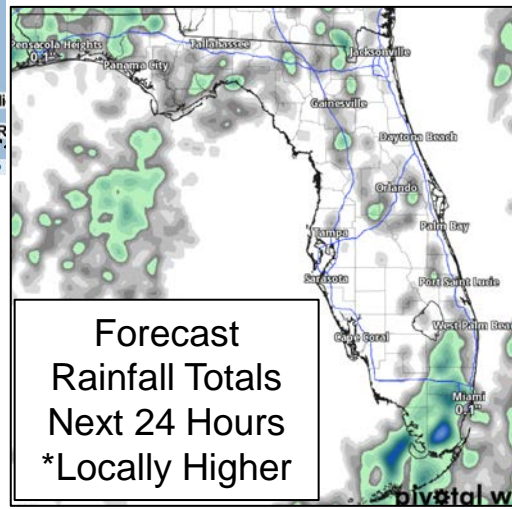 Pensacola Heights
0.1"
Tallahassee
Jacksonville
Panama City
Gainesville
Daytona Beach
Orlando
Tampa
Palm Bay
Sarasota
Port Saint Lucie
West Palm Beac
Cape Coral
Miami
0.1"
Forecast
Rainfall Totals
Next 24 Hours
*Locally Higher
pivotal w